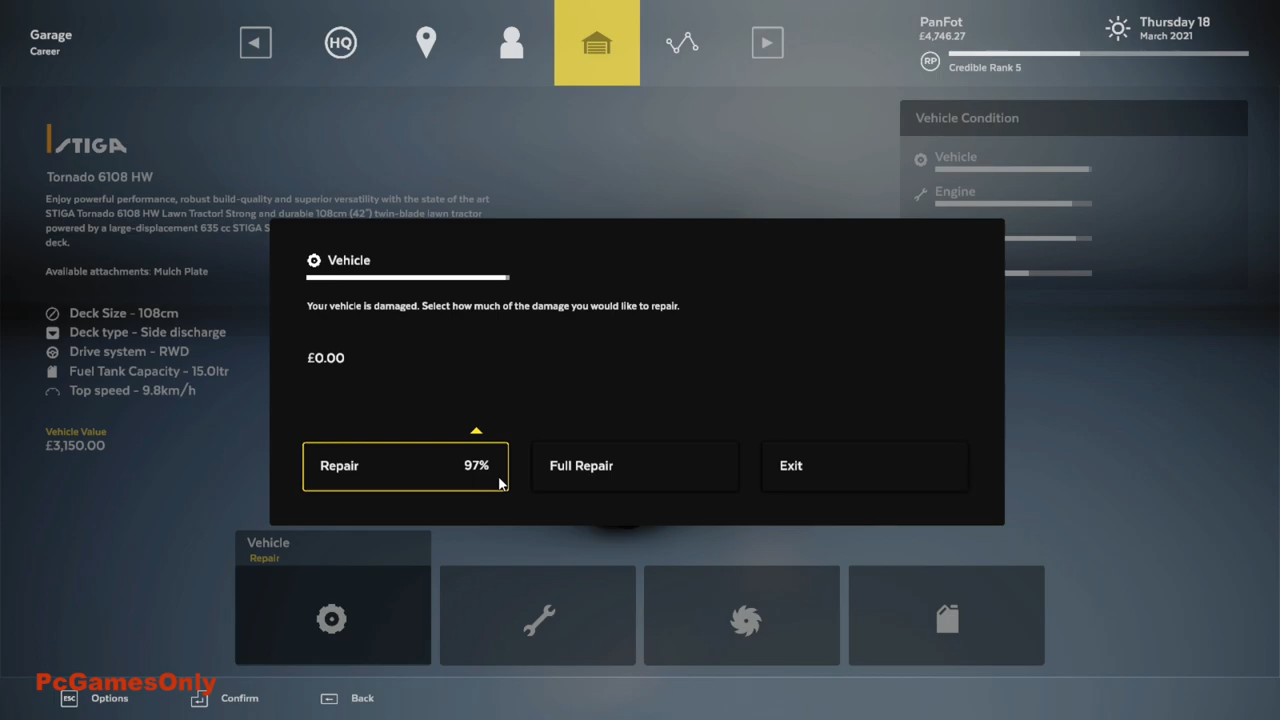 Garage
Career
HQ
PanFot
£4,746.27
Thursday 18
March 2021
RP
Credible Rank 5
STIGA
Tornado 6108 HW
Enjoy powerful performance, robust build-quality and superior versatility with the state of the art
STIGA Tornado 6108 HW Lawn Tractor! Strong and durable 108cm (42") twin-blade lawn tractor
powered by a large-displacement 635 cc STIGA S
deck.
Available attachments: Mulch Plate
Deck Size - 108cm
Deck type - Side discharge
Drive system - RWD
Fuel Tank Capacity - 15.0ltr
Top speed - 9.8km/h
Vehicle Value
£3,150.00
Vehicle Condition
Vehicle
Engine
Vehicle
Your vehicle is damaged. Select how much of the damage you would like to repair.
£0.00
Repair 97%
Full Repair
Exit
Vehicle
Repair
PcGamesOnly
ESC Options
Confirm
Back